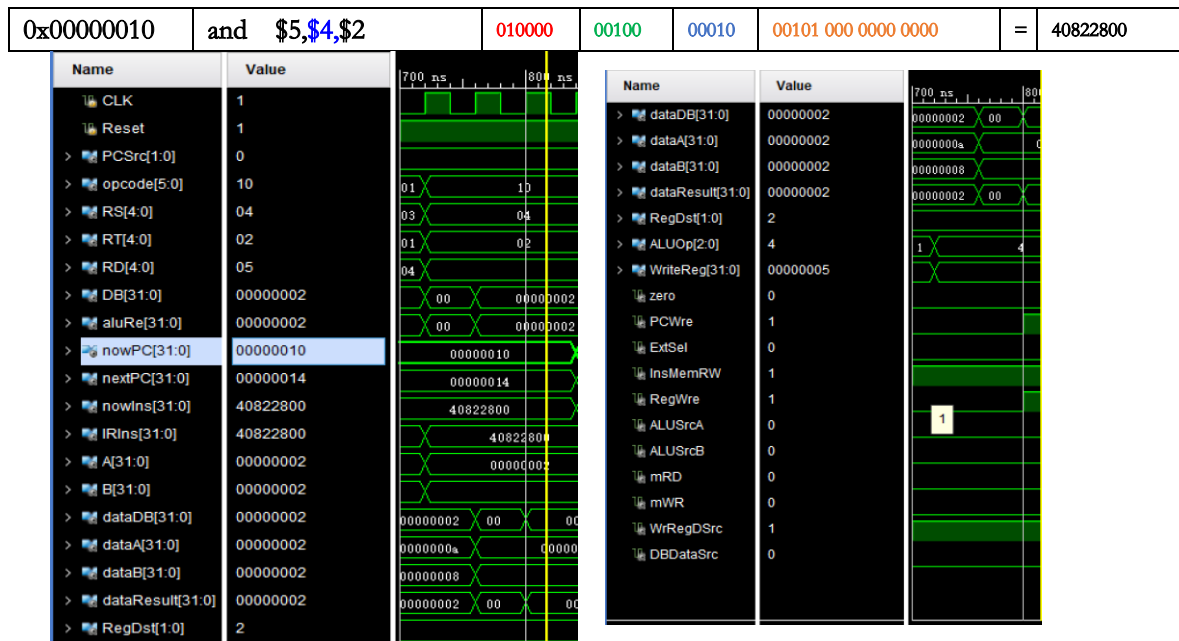 0x00000010 and $5,$4,$2 010000 00100 00010 00101 000 0000 0000 = 40822800
Name Value 700 ns 800 ns
CLK 1
Reset 1
PCSrc[1:0] 0
opcode[5:0] 10 01 10
RS[4:0] 04 03 04
RT[4:0] 02 01 02
RD[4:0] 05 04
DB[31:0] 00000002 00 00000002
aluRe[31:0] 00000002 00 00000002
nowPC[31:0] 00000010 00000010
nextPC[31:0] 00000014 00000014
nowIns[31:0] 40822800 40822800
IRIns[31:0] 40822800 40822800
A[31:0] 00000002 00000002
B[31:0] 00000002
dataDB[31:0] 00000002 00000002 00 00
dataA[31:0] 00000002 0000000a 00000
dataB[31:0] 00000002 00000008
dataResult[31:0] 00000002 00000002 00 00
RegDst[1:0] 2
Name Value 700 ns 80
dataDB[31:0] 00000002 00000002 00
dataA[31:0] 00000002 0000000a
dataB[31:0] 00000002 00000008
dataResult[31:0] 00000002 00000002 00
RegDst[1:0] 2
ALUOp[2:0] 4 1 4
WriteReg[31:0] 00000005
zero 0
PCWre 1
ExtSel 0
InsMemRW 1
RegWre 1
1
ALUSrcA 0
ALUSrcB 0
mRD 0
mWR 0
WrRegDSrc 1
DBDataSrc 0